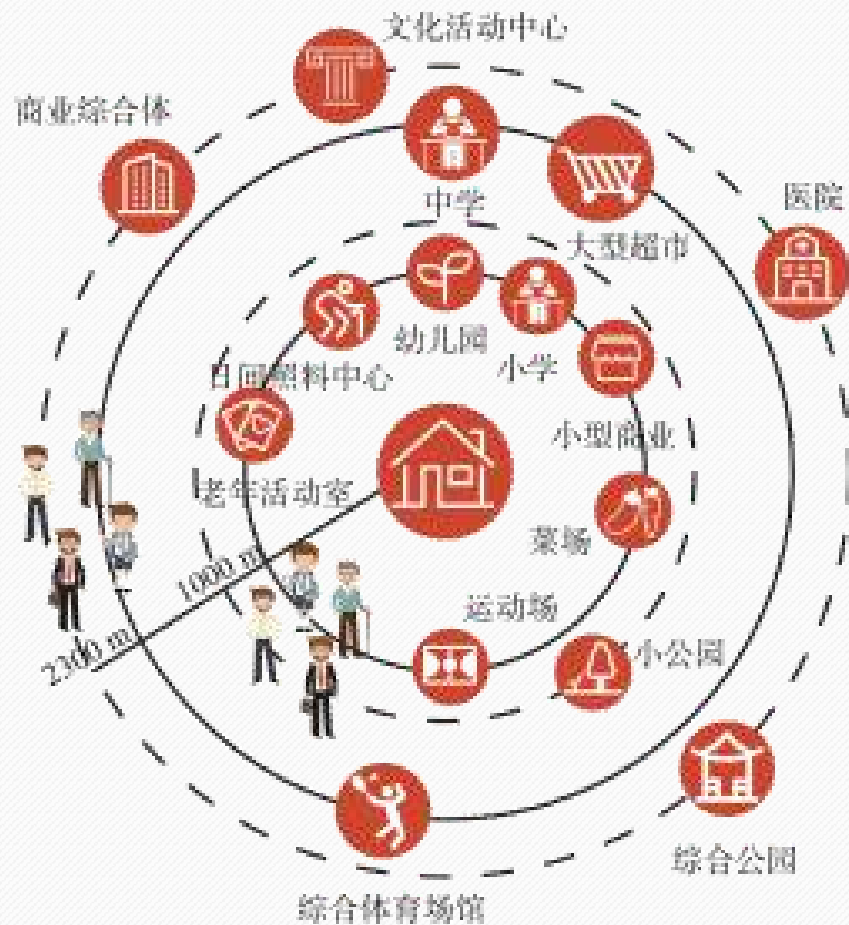 文化活动中心
商业综合体
医院
中学
大型超市
幼儿园
日间照料中心
小学
小型商业
老年活动室
菜场
1000 m
运动场
2300 m
小公园
综合公园
综合体育场馆